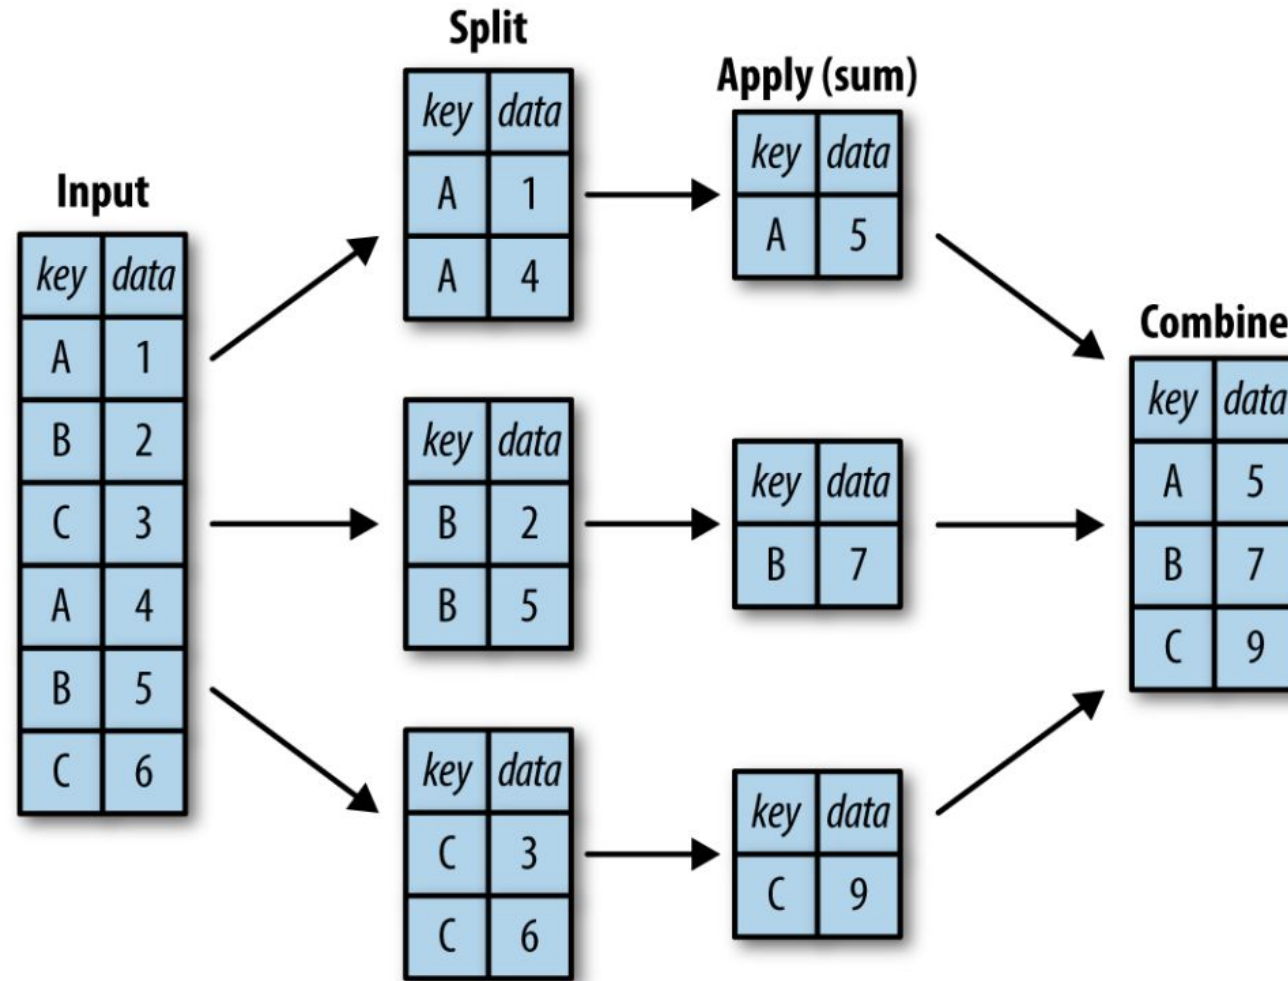 Input
key data
A 1
B 2
C 3
A 4
B 5
C 6
Split
key data
A 1
A 4
key data
B 2
B 5
key data
C 3
C 6
Apply (sum)
key data
A 5
key data
B 7
key data
C 9
Combine
key data
A 5
B 7
C 9